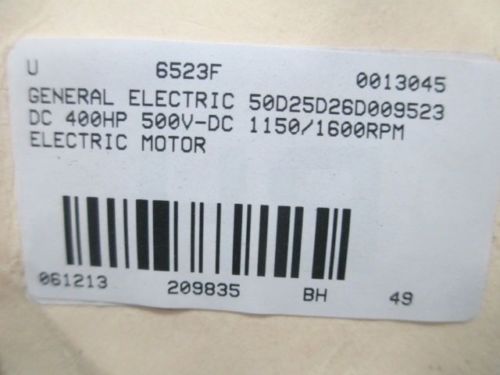 U 6523F 0013045
GENERAL ELECTRIC 50D25D26D009523
DC 400HP 500V-DC 1150/1600RPM
ELECTRIC MOTOR
061213 209835 BH 49